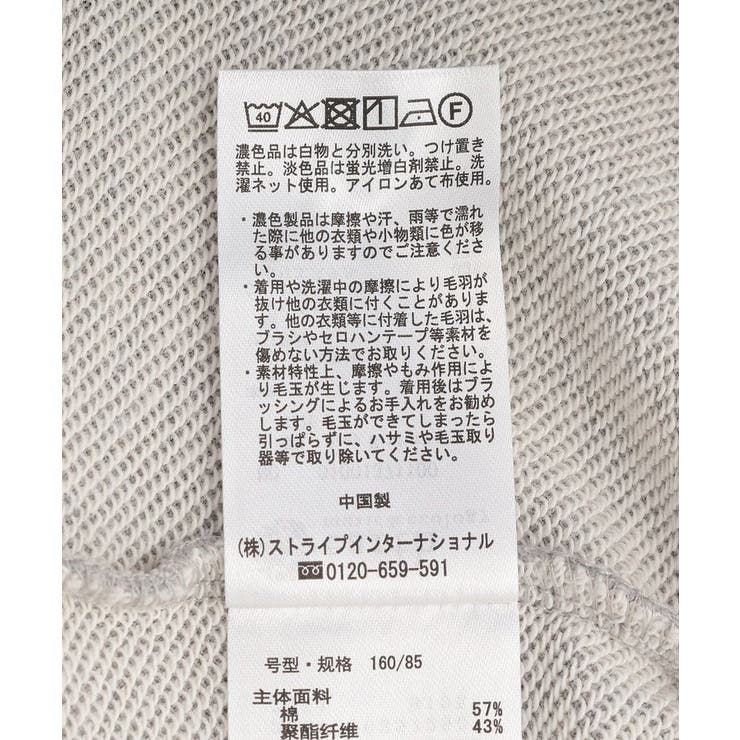 40 F
濃色品は白物と分別洗い。つけ置き
禁止。淡色品は蛍光増白剤禁止。洗
濯ネット使用。アイロンあて布使用。
・濃色製品は摩擦や汗、雨等で濡れ
た際に他の衣類や小物類に色が移
る事がありますのでご注意くださ
い。
・着用や洗濯中の摩擦により毛羽が
抜け他の衣類に付くことがありま
す。他の衣類等に付着した毛羽は、
ブラシやセロハンテープ等素材を
傷めない方法でお取りください。
・素材特性上、摩擦やもみ作用によ
り毛玉が生じます。着用後はブラ
ッシングによるお手入れをお勧め
します。毛玉ができてしまったら
引っぱらずに、ハサミや毛玉取り
器等で取り除いてください。
中国製
(株)ストライプインターナショナル
0120-659-591
号型・规格 160/85
主体面料
棉 57%
聚酯纤维 43%